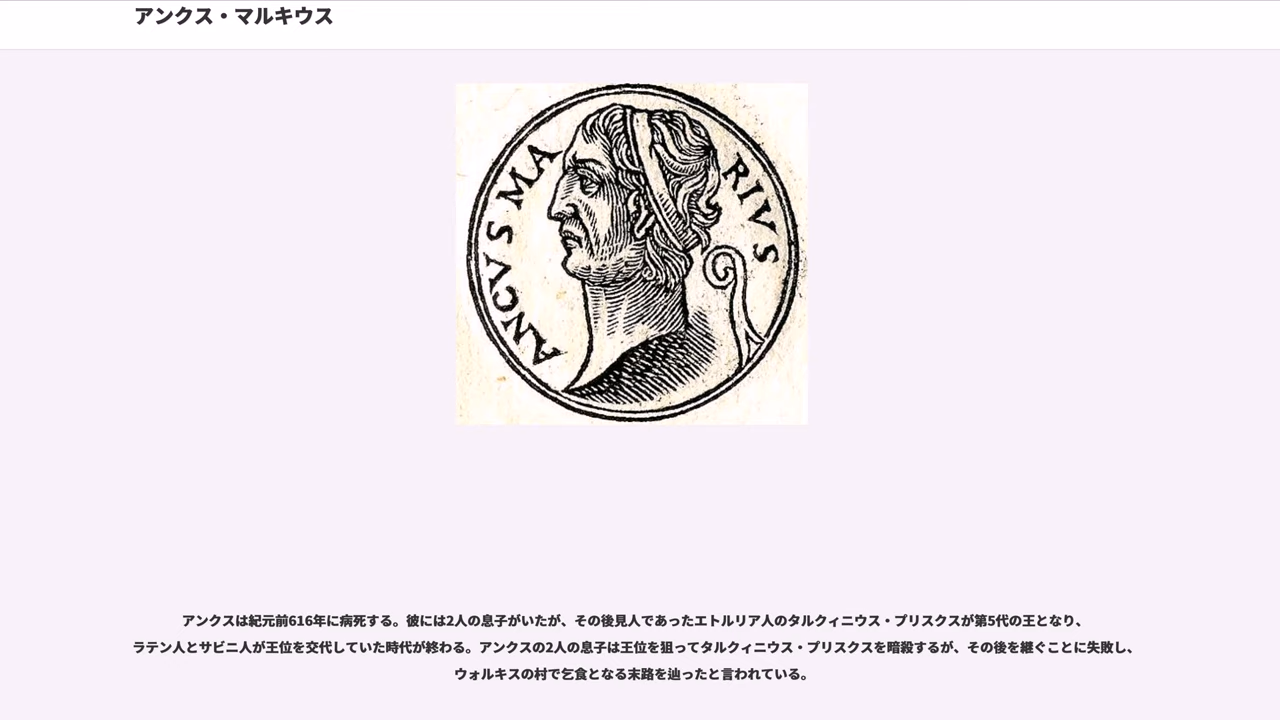 アンクス・マルキウス
ANCVS MA RIVS
アンクスは紀元前616年に病死する。彼には2人の息子がいたが、その後見人であったエトルリア人のタルクィニウス・プリスクスが第5代の王となり、
ラテン人とサビニ人が王位を交代していた時代が終わる。アンクスの2人の息子は王位を狙ってタルクィニウス・プリスクスを暗殺するが、その後を継ぐことに失敗し、
ウォルキスの村で乞食となる末路を辿ったと言われている。